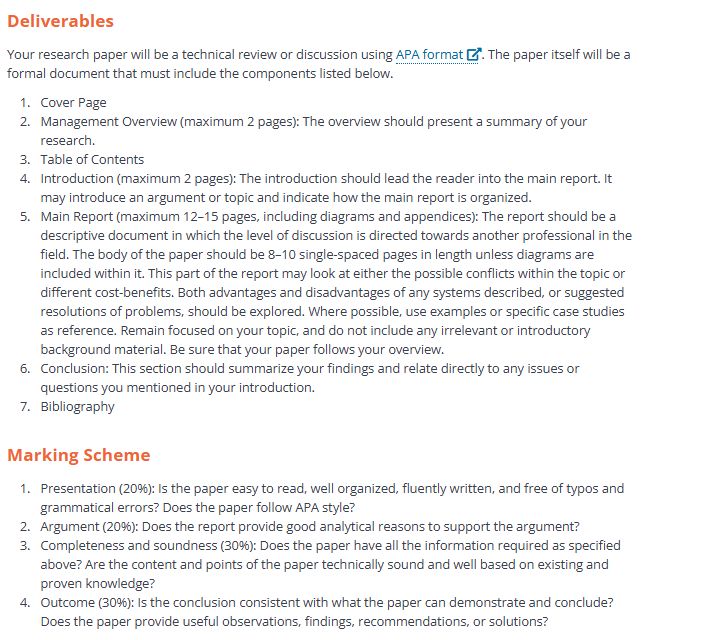 Deliverables
Your research paper will be a technical review or discussion using APA format. The paper itself will be a
formal document that must include the components listed below.
1. Cover Page
2. Management Overview (maximum 2 pages): The overview should present a summary of your
research.
3. Table of Contents
4. Introduction (maximum 2 pages): The introduction should lead the reader into the main report. It
may introduce an argument or topic and indicate how the main report is organized.
5. Main Report (maximum 12–15 pages, including diagrams and appendices): The report should be a
descriptive document in which the level of discussion is directed towards another professional in the
field. The body of the paper should be 8–10 single-spaced pages in length unless diagrams are
included within it. This part of the report may look at either the possible conflicts within the topic or
different cost-benefits. Both advantages and disadvantages of any systems described, or suggested
resolutions of problems, should be explored. Where possible, use examples or specific case studies
as reference. Remain focused on your topic, and do not include any irrelevant or introductory
background material. Be sure that your paper follows your overview.
6. Conclusion: This section should summarize your findings and relate directly to any issues or
questions you mentioned in your introduction.
7. Bibliography
Marking Scheme
1. Presentation (20%): Is the paper easy to read, well organized, fluently written, and free of typos and
grammatical errors? Does the paper follow APA style?
2. Argument (20%): Does the report provide good analytical reasons to support the argument?
3. Completeness and soundness (30%): Does the paper have all the information required as specified
above? Are the content and points of the paper technically sound and well based on existing and
proven knowledge?
4. Outcome (30%): Is the conclusion consistent with what the paper can demonstrate and conclude?
Does the paper provide useful observations, findings, recommendations, or solutions?